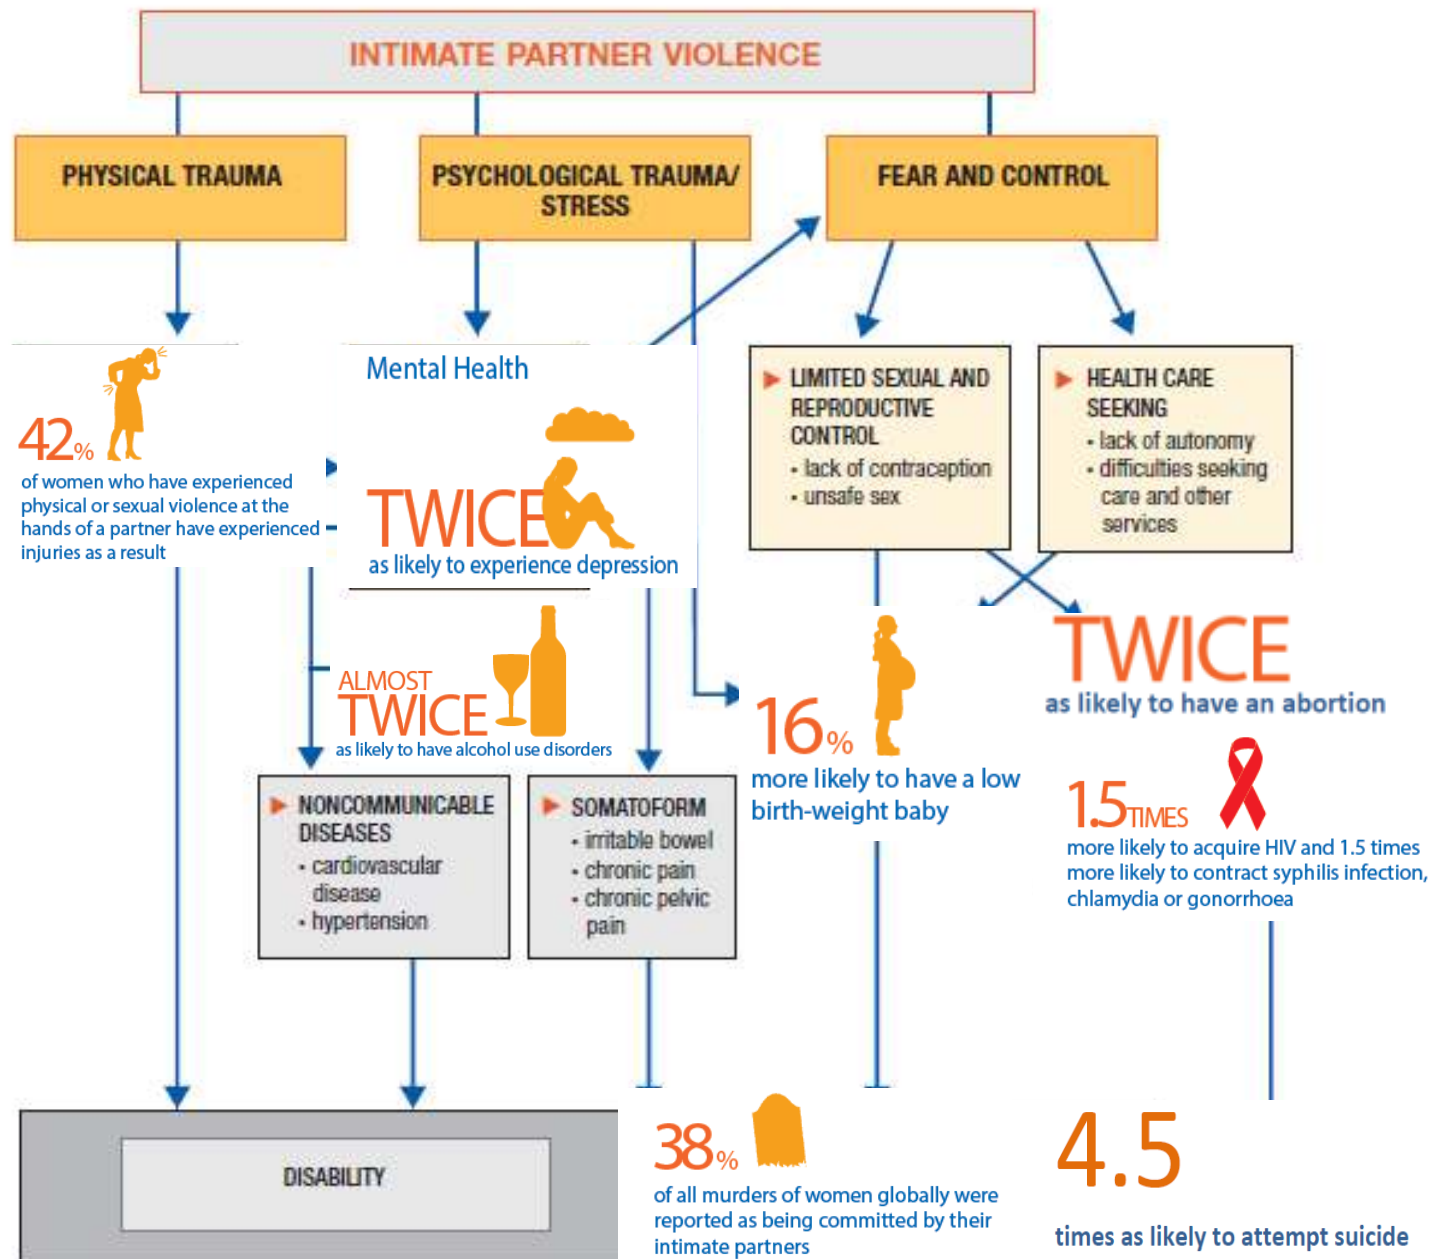 INTIMATE PARTNER VIOLENCE
PHYSICAL TRAUMA
PSYCHOLOGICAL TRAUMA/
STRESS
FEAR AND CONTROL
42%
of women who have experienced
physical or sexual violence at the
hands of a partner have experienced
injuries as a result
Mental Health
TWICE
as likely to experience depression
LIMITED SEXUAL AND
REPRODUCTIVE
CONTROL
• lack of contraception
• unsafe sex
HEALTH CARE
SEEKING
• lack of autonomy
• difficulties seeking
care and other
services
ALMOST
TWICE
as likely to have alcohol use disorders
16%
more likely to have a low
birth-weight baby
TWICE
as likely to have an abortion
1.5 TIMES
more likely to acquire HIV and 1.5 times
more likely to contract syphilis infection,
chlamydia or gonorrhoea
NONCOMMUNICABLE
DISEASES
• cardiovascular
disease
• hypertension
SOMATOFORM
• irritable bowel
• chronic pain
• chronic pelvic
pain
DISABILITY
38%
of all murders of women globally were
reported as being committed by their
intimate partners
4.5
times as likely to attempt suicide